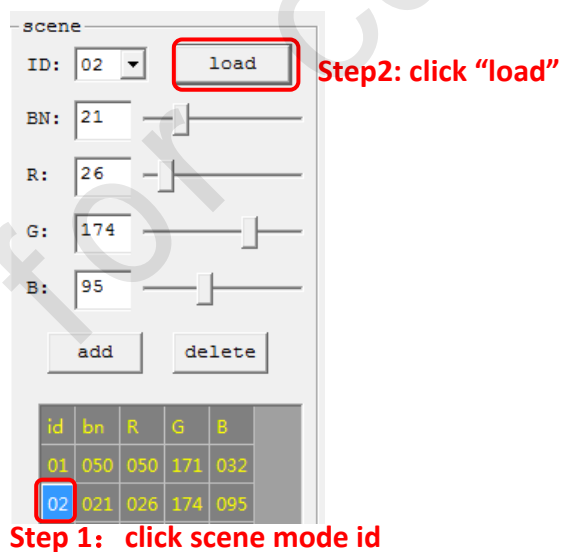 scene
ID: 02 load
Step2: click “load”
BN: 21
R: 26
G: 174
B: 95
add delete
id bn R G B
01 050 050 171 032
02 021 026 174 095
Step 1： click scene mode id
for